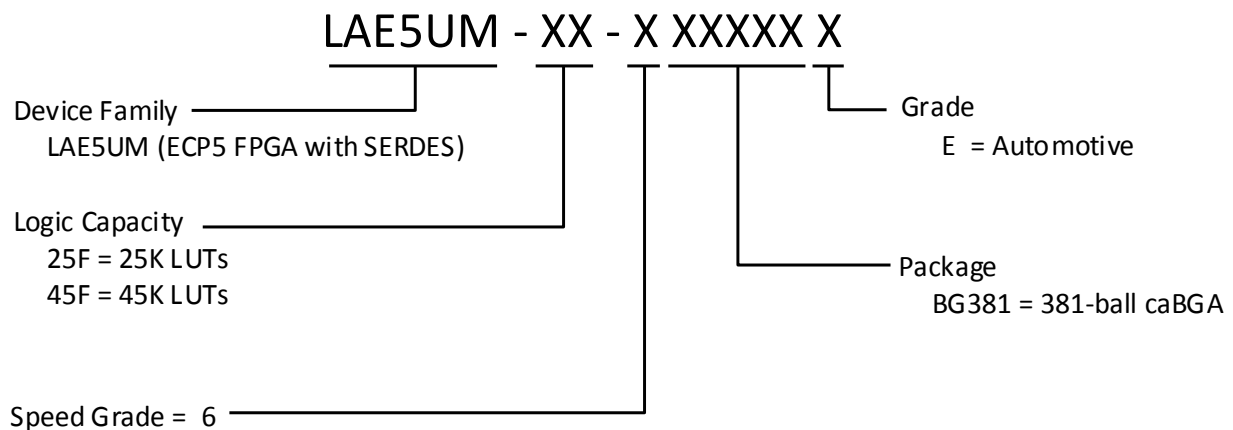 LAE5UM - XX - X XXXXX X
Device Family
LAE5UM (ECP5 FPGA with SERDES)
Grade
E = Automotive
Logic Capacity
25F = 25K LUTs
45F = 45K LUTs
Package
BG381 = 381-ball caBGA
Speed Grade = 6